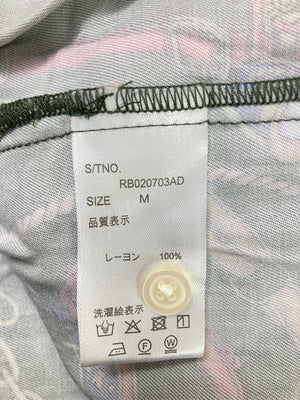 S/TNO.
RB020703AD
SIZE M
品質表示
レーヨン 100%
洗濯絵表示
F W